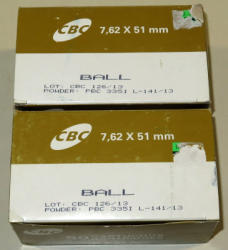 CBC 7,62 X 51 mm
BALL
LOT: CBC 126/13
POWDER: PBC 335I L-141/13
CBC 7,62 X 51 mm
BALL
LOT: CBC 126/13
POWDER: PBC 335I L-141/13